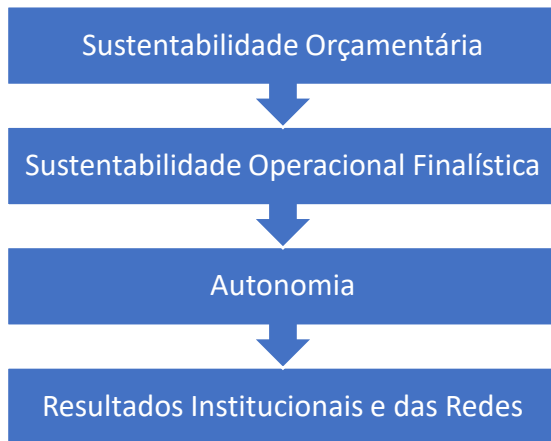 Sustentabilidade Orçamentária
Sustentabilidade Operacional Finalística
Autonomia
Resultados Institucionais e das Redes